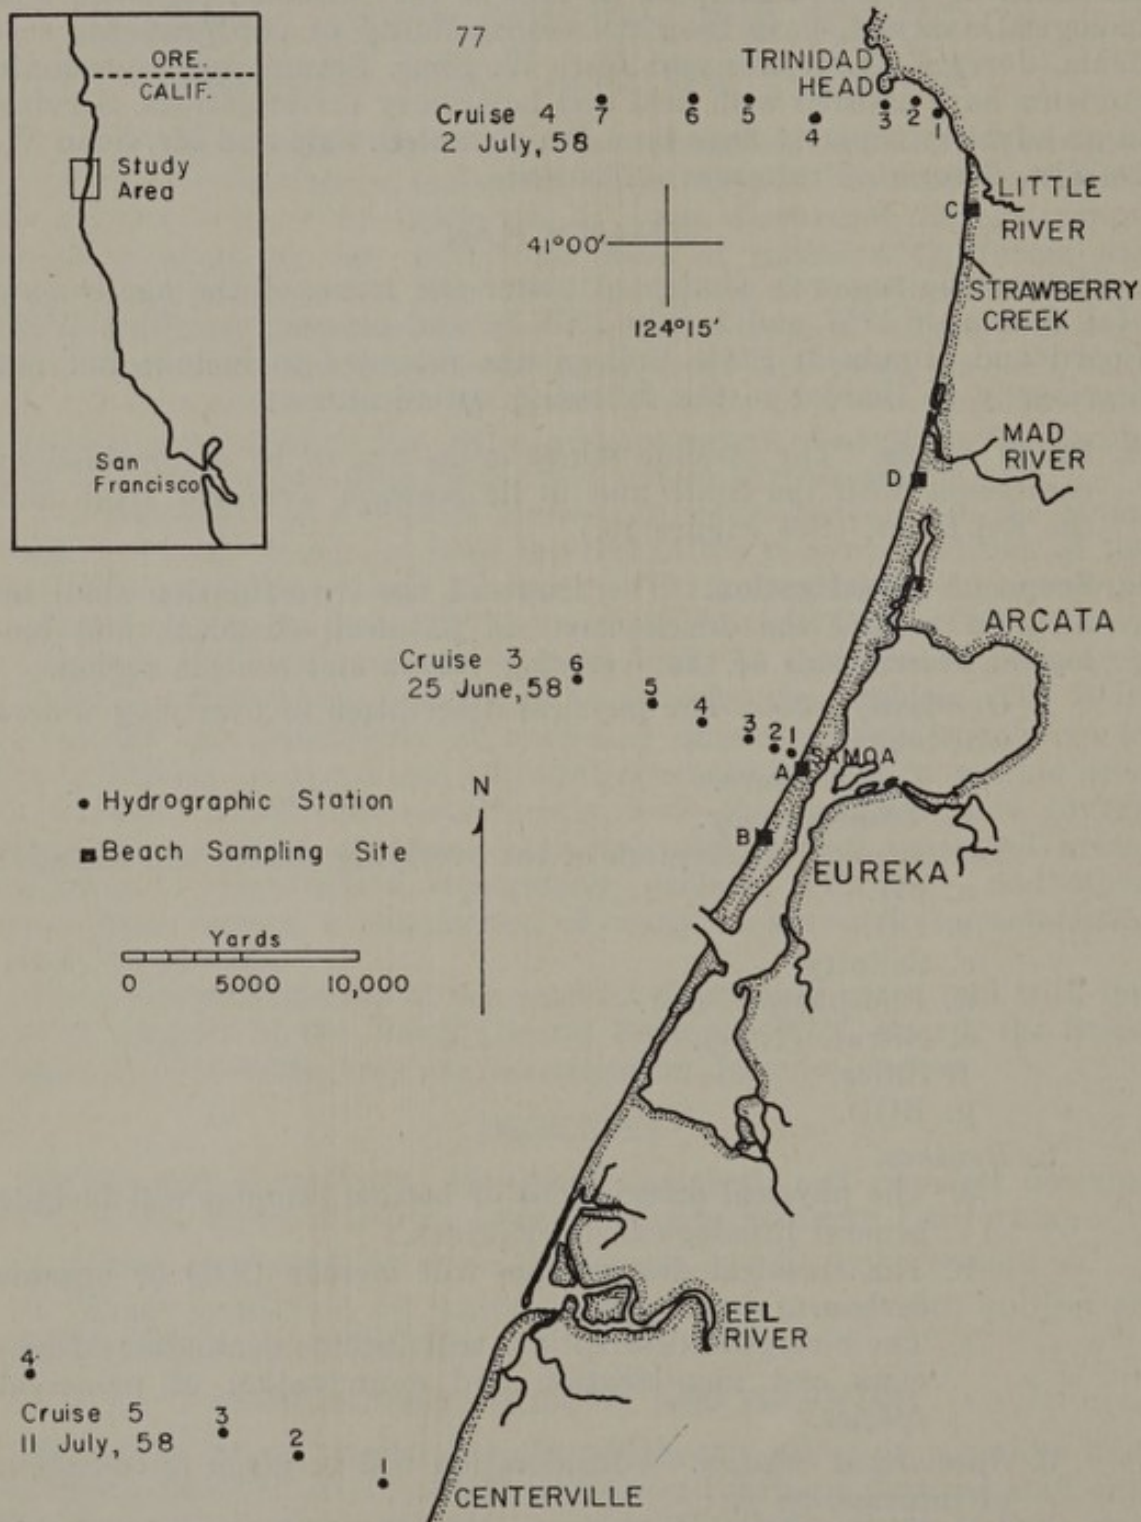 77
ORE.
CALIF.
Study
Area
San
Francisco
TRINIDAD
HEAD
Cruise 4
2 July, 58
7
6
5
4
3
2
1
LITTLE
RIVER
C
41°00'
124°15'
STRAWBERRY
CREEK
MAD
RIVER
D
ARCATA
Cruise 3
25 June, 58
6
5
4
3
2
1
SAMOA
A
N
Hydrographic Station
Beach Sampling Site
B
EUREKA
Yards
0 5000 10,000
EEL
RIVER
4
Cruise 5
11 July, 58
3
2
1
CENTERVILLE